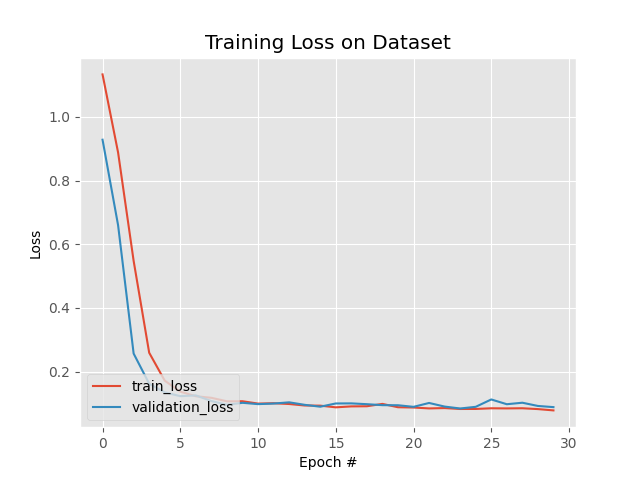 Training Loss on Dataset
1.0
0.8
0.6
0.4
0.2
Loss
train_loss
validation_loss
0 5 10 15 20 25 30
Epoch #